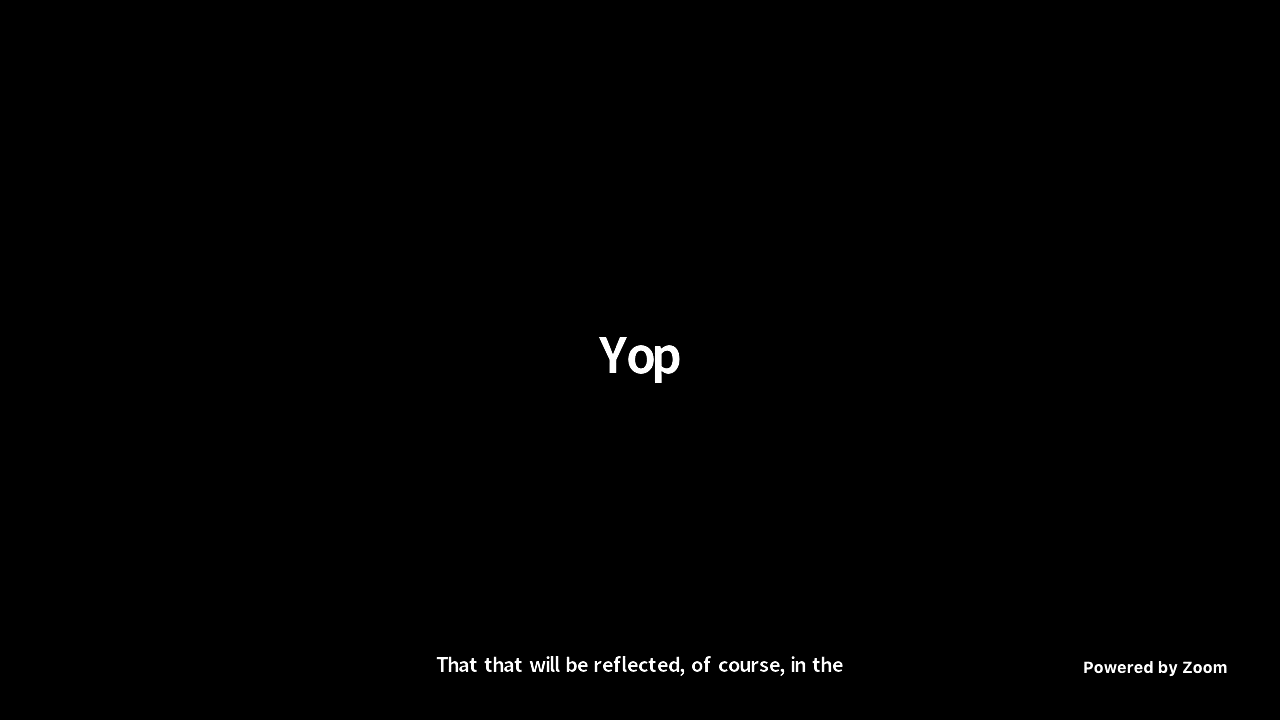 Yop
That that will be reflected, of course, in the
Powered by Zoom